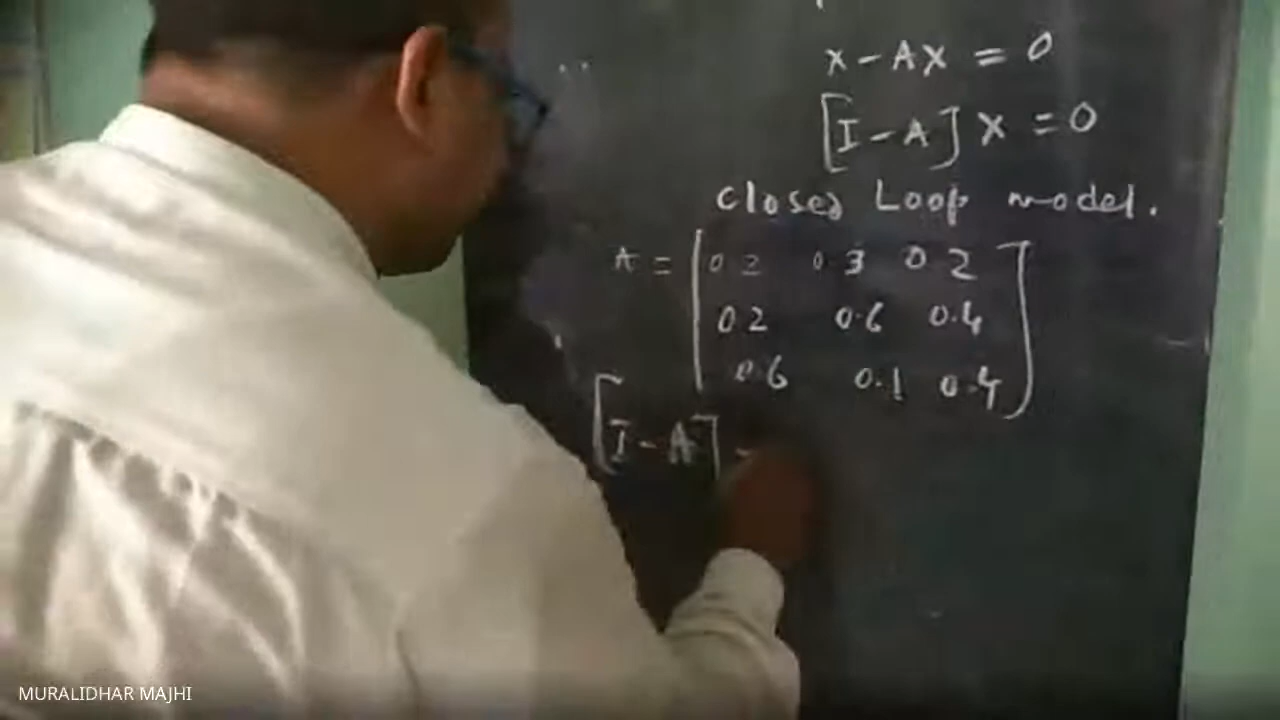 x - Ax = 0
[I - A] x = 0
Closed Loop model.
A = [0.2 0.3 0.2
0.2 0.6 0.4
0.6 0.1 0.4]
[I - A] =
MURALIDHAR MAJHI